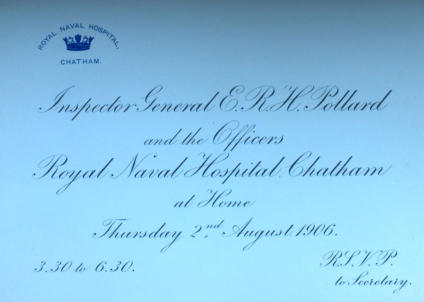 ROYAL NAVAL HOSPITAL,
CHATHAM.
Inspector General E. R. H. Pollard
and the Officers
Royal Naval Hospital. Chatham
at Home
Thursday 2nd August 1906.
3.30 to 6.30.
R.S.V.P.
to Secretary.